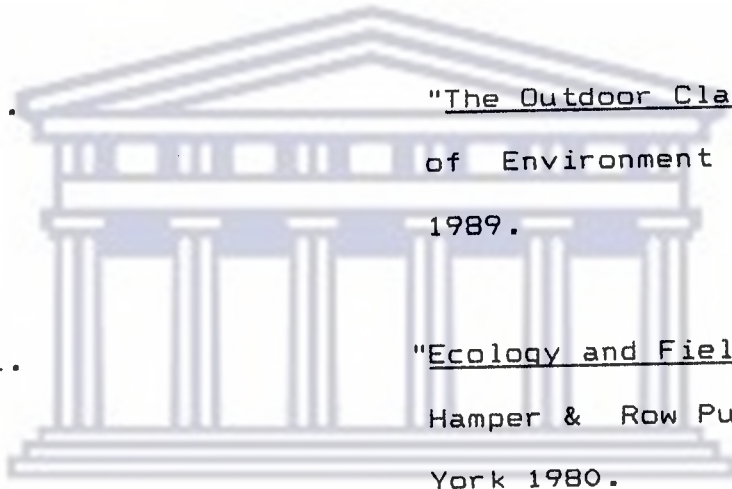 "The Outdoor Cla
of Environment
1989.
"Ecology and Fiel
Hamper & Row Pu
York 1980.